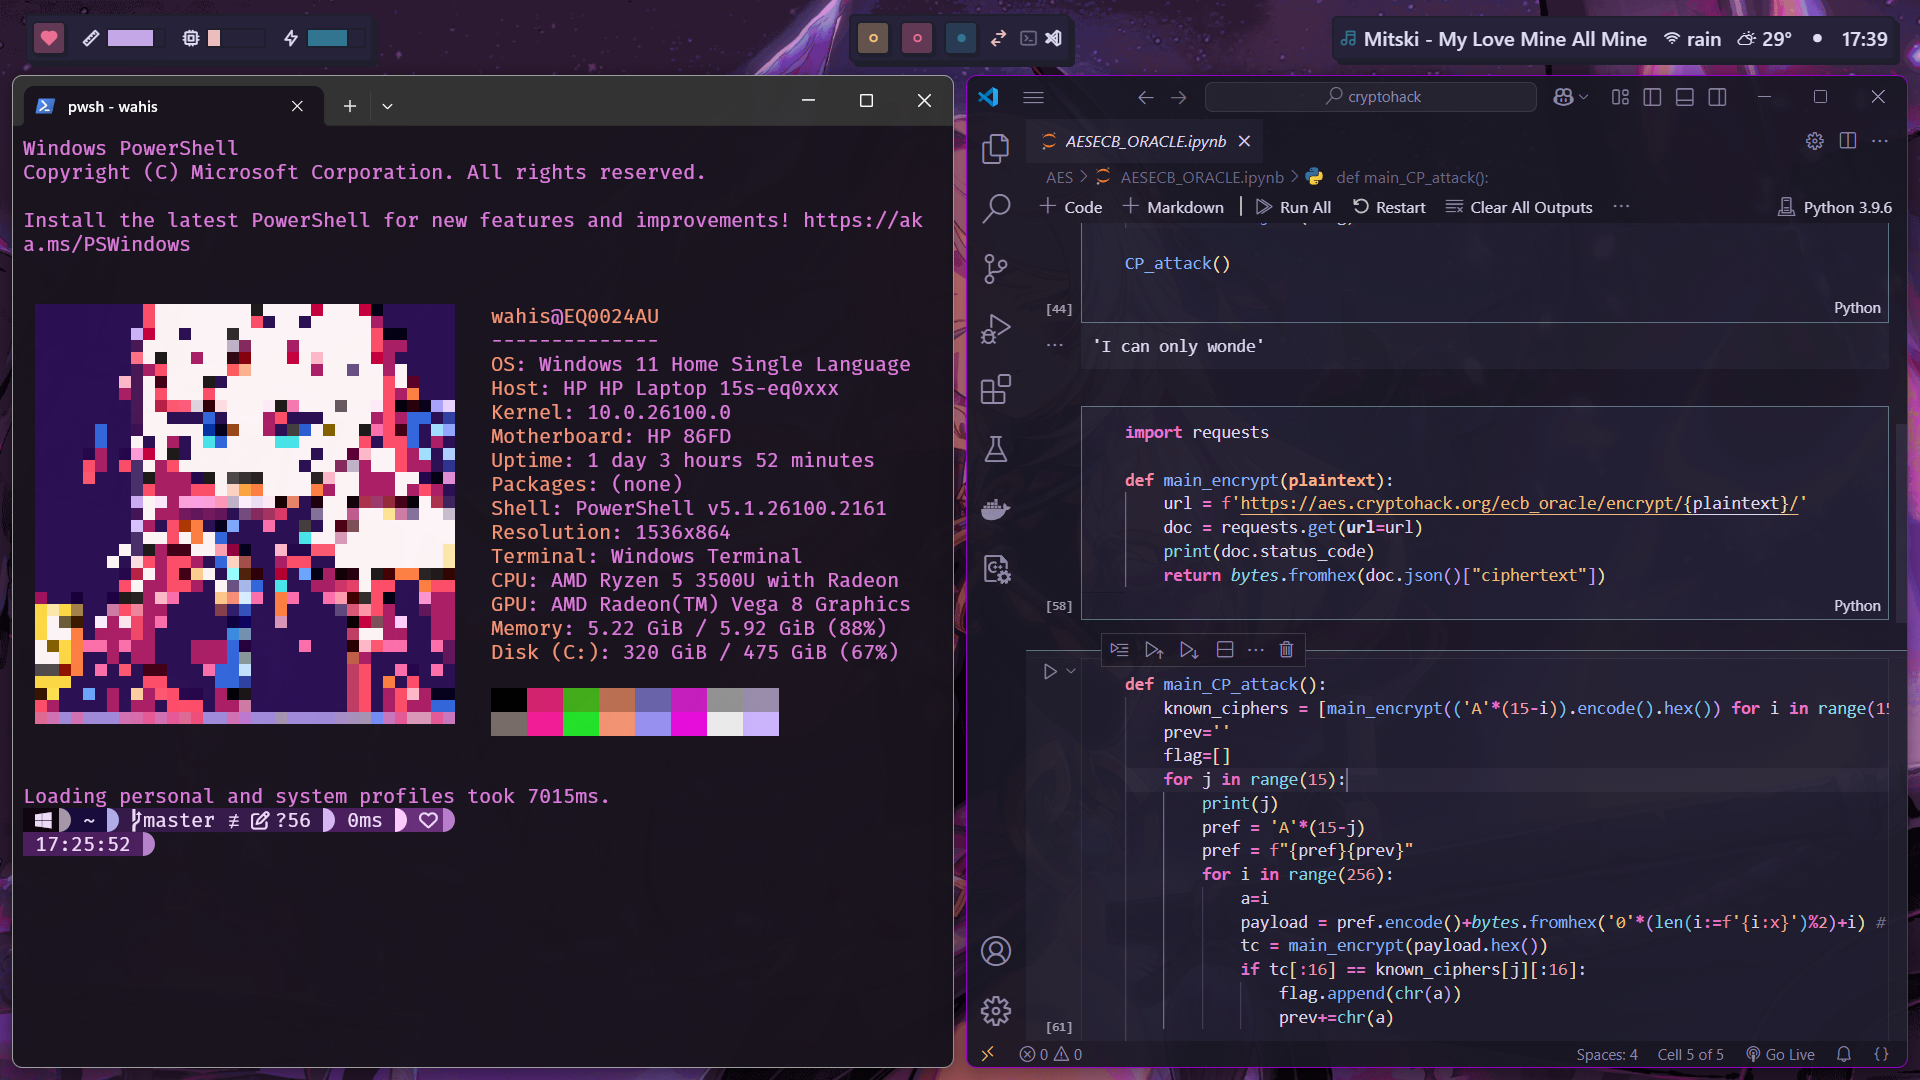 Mitski - My Love Mine All Mine rain 29° 17:39
pwsh - wahis
Windows PowerShell
Copyright (C) Microsoft Corporation. All rights reserved.
Install the latest PowerShell for new features and improvements! https://ak
a.ms/PSWindows
wahis@EQ0024AU
--------------
OS: Windows 11 Home Single Language
Host: HP HP Laptop 15s-eq0xxx
Kernel: 10.0.26100.0
Motherboard: HP 86FD
Uptime: 1 day 3 hours 52 minutes
Packages: (none)
Shell: PowerShell v5.1.26100.2161
Resolution: 1536x864
Terminal: Windows Terminal
CPU: AMD Ryzen 5 3500U with Radeon
GPU: AMD Radeon(TM) Vega 8 Graphics
Memory: 5.22 GiB / 5.92 GiB (88%)
Disk (C:): 320 GiB / 475 GiB (67%)
Loading personal and system profiles took 7015ms.
~ master ≢ ?56 0ms
17:25:52
cryptohack
AESECB_ORACLE.ipynb
AES > AESECB_ORACLE.ipynb > def main_CP_attack():
+ Code + Markdown | Run All Restart Clear All Outputs ··· Python 3.9.6
CP_attack()
[44] Python
··· 'I can only wonde'
import requests
def main_encrypt(plaintext):
url = f'https://aes.cryptohack.org/ecb_oracle/encrypt/{plaintext}/'
doc = requests.get(url=url)
print(doc.status_code)
return bytes.fromhex(doc.json()["ciphertext"])
[58] Python
def main_CP_attack():
known_ciphers = [main_encrypt(('A'*(15-i)).encode().hex()) for i in range(15
prev=''
flag=[]
for j in range(15):
print(j)
pref = 'A'*(15-j)
pref = f"{pref}{prev}"
for i in range(256):
a=i
payload = pref.encode()+bytes.fromhex('0'*(len(i:=f'{i:x}')%2)+i) #
tc = main_encrypt(payload.hex())
if tc[:16] == known_ciphers[j][:16]:
flag.append(chr(a))
prev+=chr(a)
[61]
0 0 Spaces: 4 Cell 5 of 5 Go Live {}